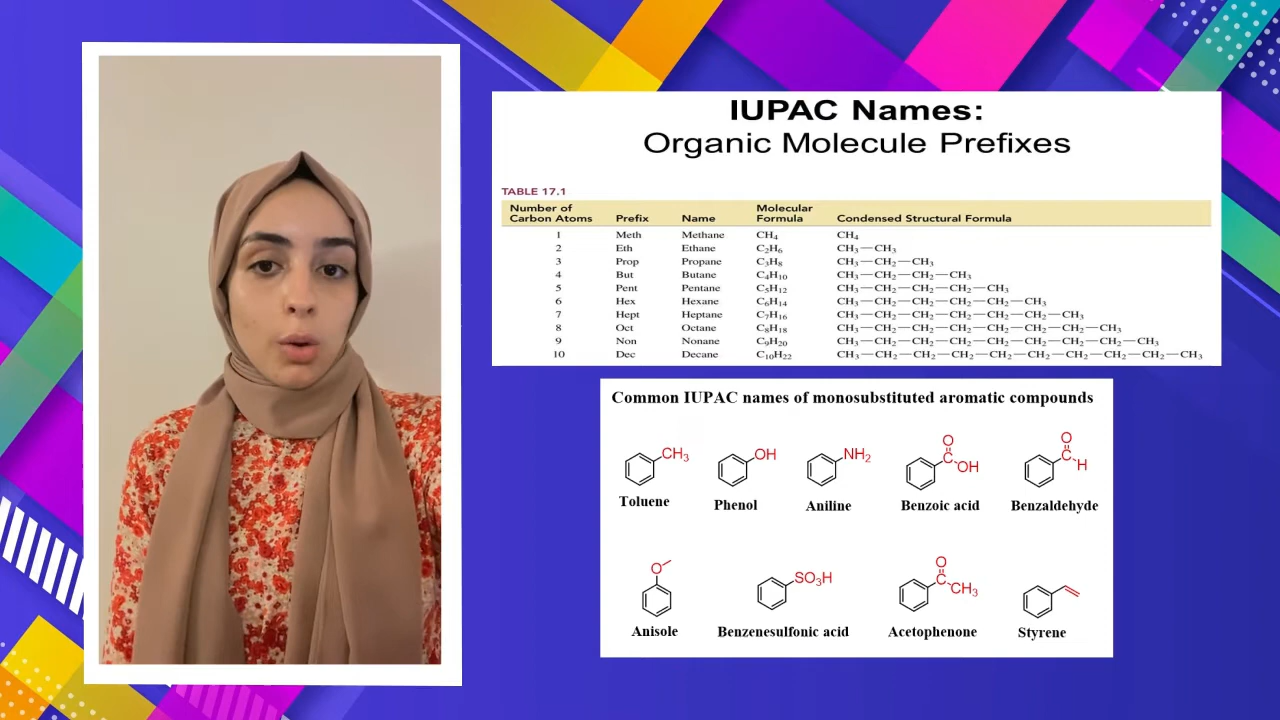 IUPAC Names:
Organic Molecule Prefixes
TABLE 17.1
Number of Carbon Atoms Prefix Name Molecular Formula Condensed Structural Formula
1 Meth Methane CH₄ CH₄
2 Eth Ethane C₂H₆ CH₃—CH₃
3 Prop Propane C₃H₈ CH₃—CH₂—CH₃
4 But Butane C₄H₁₀ CH₃—CH₂—CH₂—CH₃
5 Pent Pentane C₅H₁₂ CH₃—CH₂—CH₂—CH₂—CH₃
6 Hex Hexane C₆H₁₄ CH₃—CH₂—CH₂—CH₂—CH₂—CH₃
7 Hept Heptane C₇H₁₆ CH₃—CH₂—CH₂—CH₂—CH₂—CH₂—CH₃
8 Oct Octane C₈H₁₈ CH₃—CH₂—CH₂—CH₂—CH₂—CH₂—CH₂—CH₃
9 Non Nonane C₉H₂₀ CH₃—CH₂—CH₂—CH₂—CH₂—CH₂—CH₂—CH₂—CH₃
10 Dec Decane C₁₀H₂₂ CH₃—CH₂—CH₂—CH₂—CH₂—CH₂—CH₂—CH₂—CH₂—CH₃
Common IUPAC names of monosubstituted aromatic compounds
CH₃ OH NH₂ O C OH O C H
Toluene Phenol Aniline Benzoic acid Benzaldehyde
O SO₃H O C CH₃
Anisole Benzenesulfonic acid Acetophenone Styrene